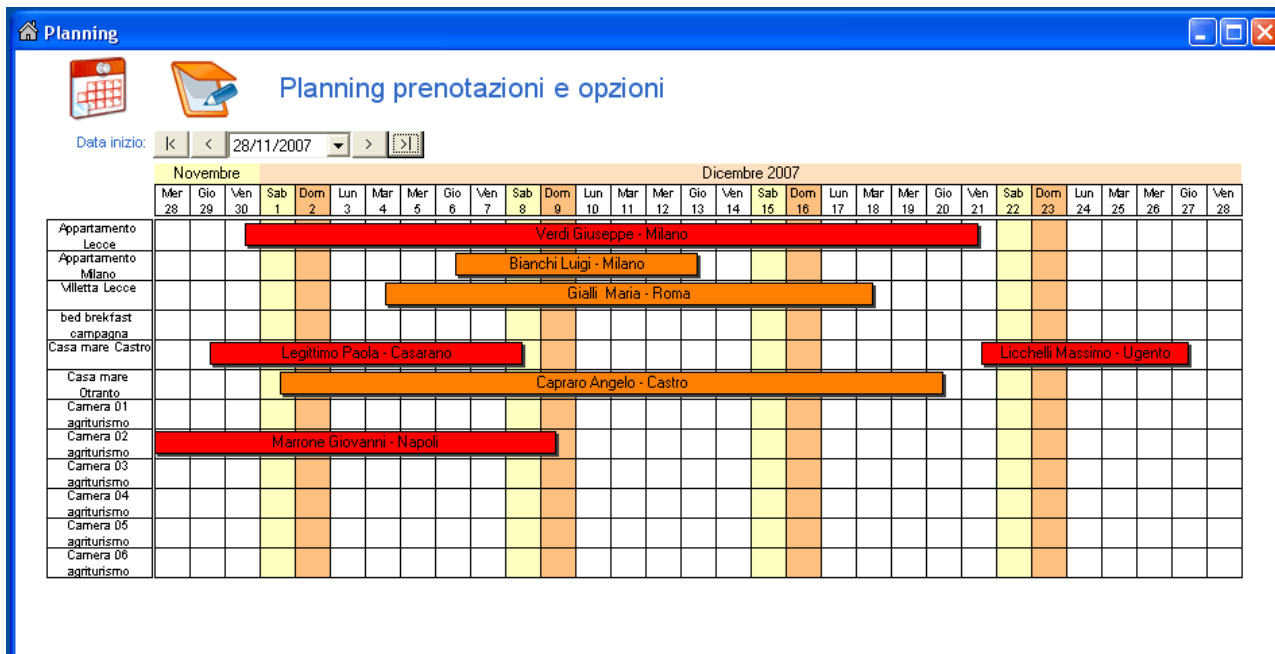 Planning
Planning prenotazioni e opzioni
Data inizio: 28/11/2007
Novembre Dicembre 2007
Mer Gio Ven Sab Dom Lun Mar Mer Gio Ven Sab Dom Lun Mar Mer Gio Ven Sab Dom Lun Mar Mer Gio Ven Sab Dom Lun Mar Mer Gio Ven
28 29 30 1 2 3 4 5 6 7 8 9 10 11 12 13 14 15 16 17 18 19 20 21 22 23 24 25 26 27 28
Appartamento
Lecce
Verdi Giuseppe - Milano
Appartamento
Milano
Bianchi Luigi - Milano
Villetta Lecce
Gialli Maria - Roma
bed brekfast
campagna
Casa mare Castro
Legittimo Paola - Casarano
Licchelli Massimo - Ugento
Casa mare
Otranto
Capraro Angelo - Castro
Camera 01
agriturismo
Camera 02
agriturismo
Marrone Giovanni - Napoli
Camera 03
agriturismo
Camera 04
agriturismo
Camera 05
agriturismo
Camera 06
agriturismo